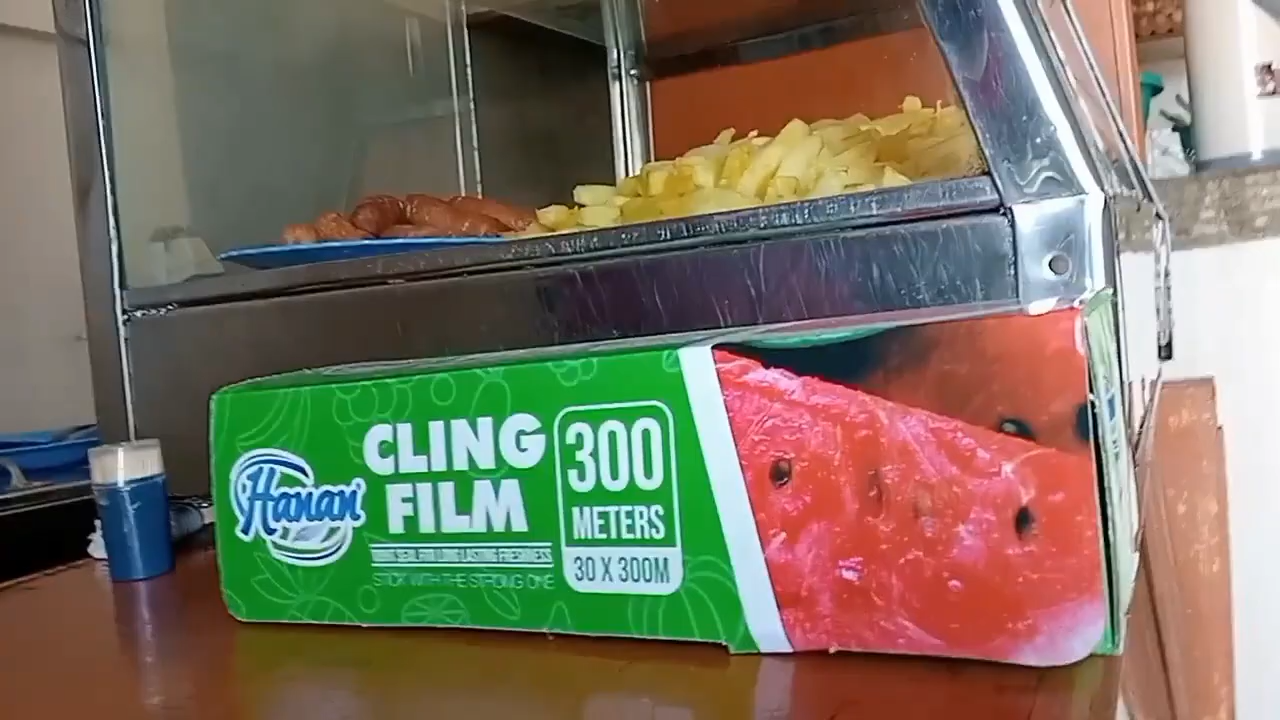 Hanan
CLING
FILM
300
METERS
30 X 300M
STICK WITH THE STRONG ONE